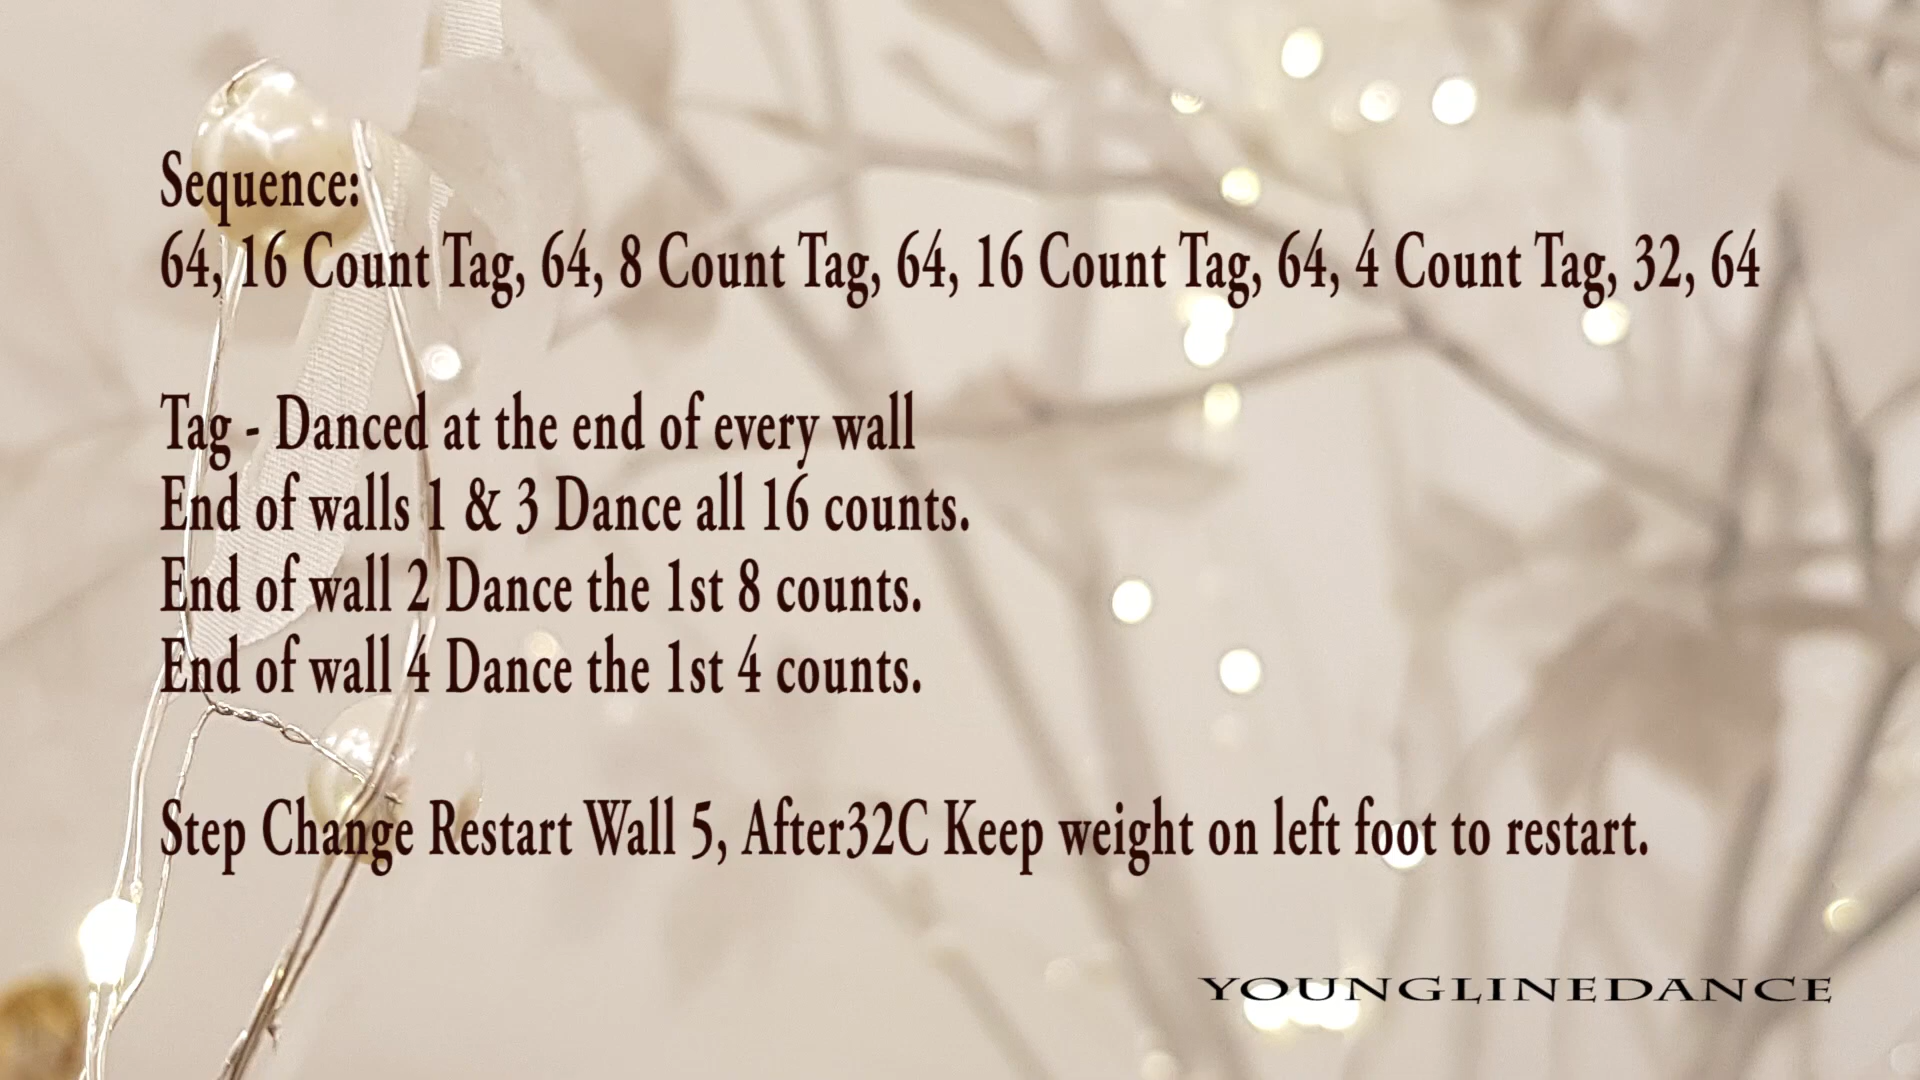 Sequence:
64, 16 Count Tag, 64, 8 Count Tag, 64, 16 Count Tag, 64, 4 Count Tag, 32, 64
Tag - Danced at the end of every wall
End of walls 1 & 3 Dance all 16 counts.
End of wall 2 Dance the 1st 8 counts.
End of wall 4 Dance the 1st 4 counts.
Step Change Restart Wall 5, After32C Keep weight on left foot to restart.
YOUNGLINEDANCE